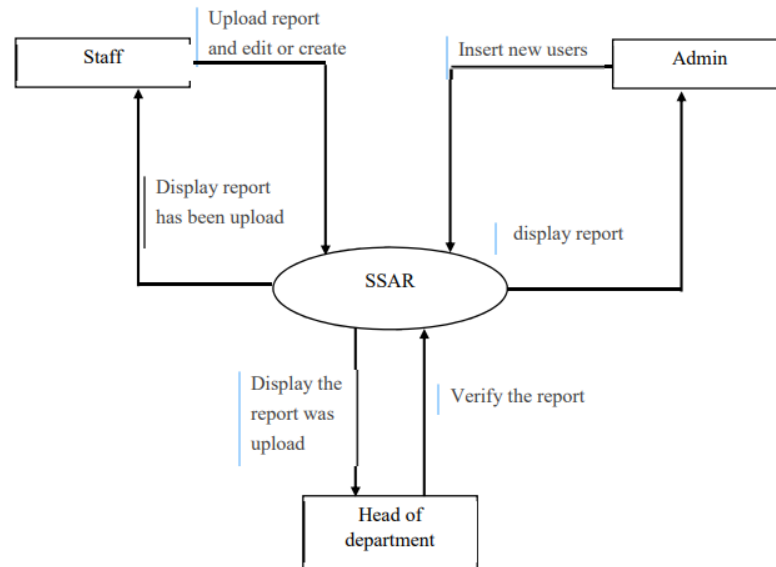 Upload report
and edit or create
Staff
Insert new users
Admin
Display report
has been upload
display report
SSAR
Display the
report was
upload
Verify the report
Head of
department